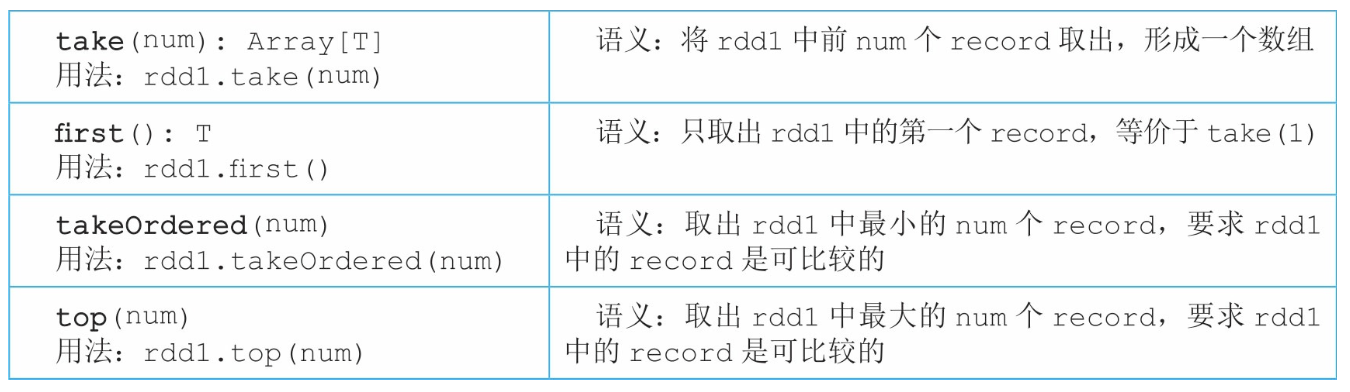 take(num): Array[T]
用法：rdd1.take(num)
语义：将 rdd1 中前 num 个 record 取出，形成一个数组
first(): T
用法：rdd1.first()
语义：只取出 rdd1 中的第一个 record，等价于 take(1)
takeOrdered(num)
用法：rdd1.takeOrdered(num)
语义：取出 rdd1 中最小的 num 个 record，要求 rdd1
中的 record 是可比较的
top(num)
用法：rdd1.top(num)
语义：取出 rdd1 中最大的 num 个 record，要求 rdd1
中的 record 是可比较的